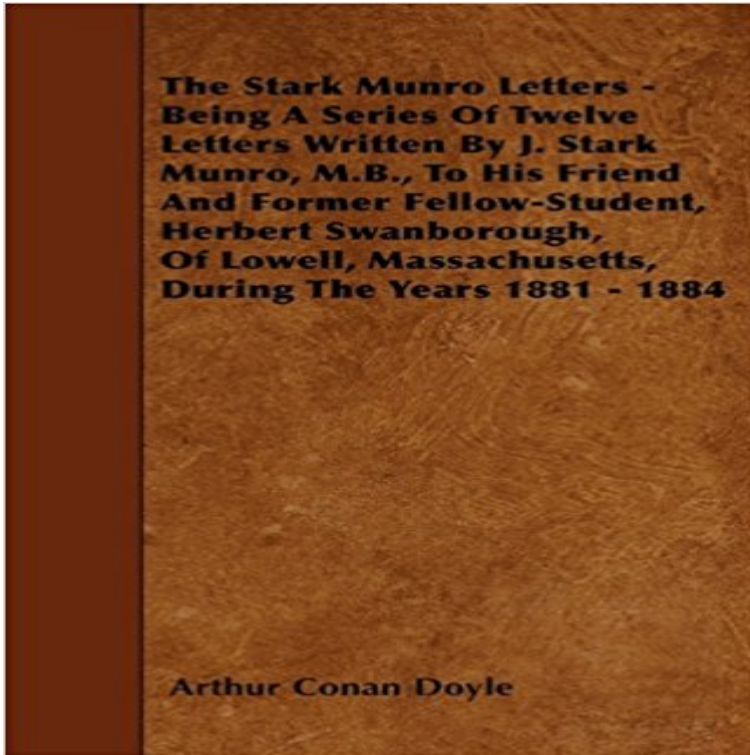 The Stark Munro Letters -
Being A Series Of Twelve
Letters Written By J. Stark
Munro, M.B., To His Friend
And Former Fellow-Student,
Herbert Swanborough,
Of Lowell, Massachusetts,
During The Years 1881 - 1884
Arthur Conan Doyle